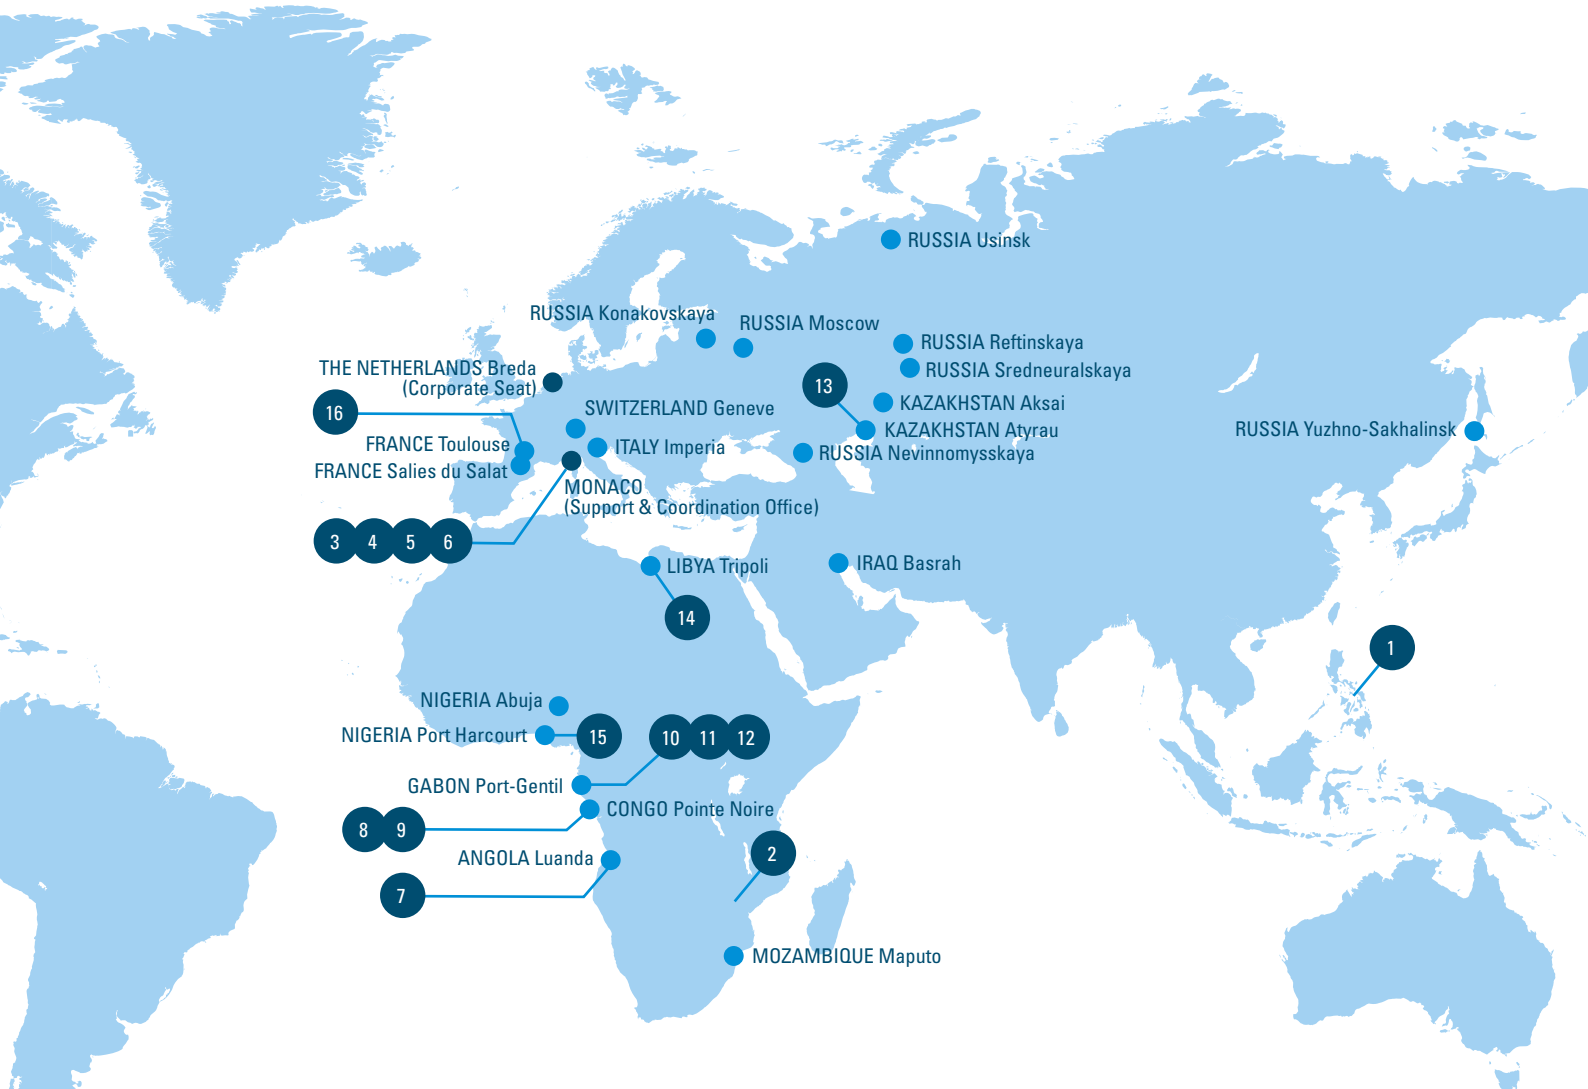 RUSSIA Usinsk
RUSSIA Konakovskaya
RUSSIA Moscow
RUSSIA Reftinskaya
THE NETHERLANDS Breda
(Corporate Seat)
RUSSIA Sredneuralskaya
13
16
KAZAKHSTAN Aksai
SWITZERLAND Geneve
KAZAKHSTAN Atyrau
RUSSIA Yuzhno-Sakhalinsk
FRANCE Toulouse
ITALY Imperia
RUSSIA Nevinnomysskaya
FRANCE Salies du Salat
MONACO
(Support & Coordination Office)
3 4 5 6
LIBYA Tripoli
IRAQ Basrah
14
1
NIGERIA Abuja
NIGERIA Port Harcourt
15
10 11 12
GABON Port-Gentil
CONGO Pointe Noire
8 9
2
ANGOLA Luanda
7
MOZAMBIQUE Maputo